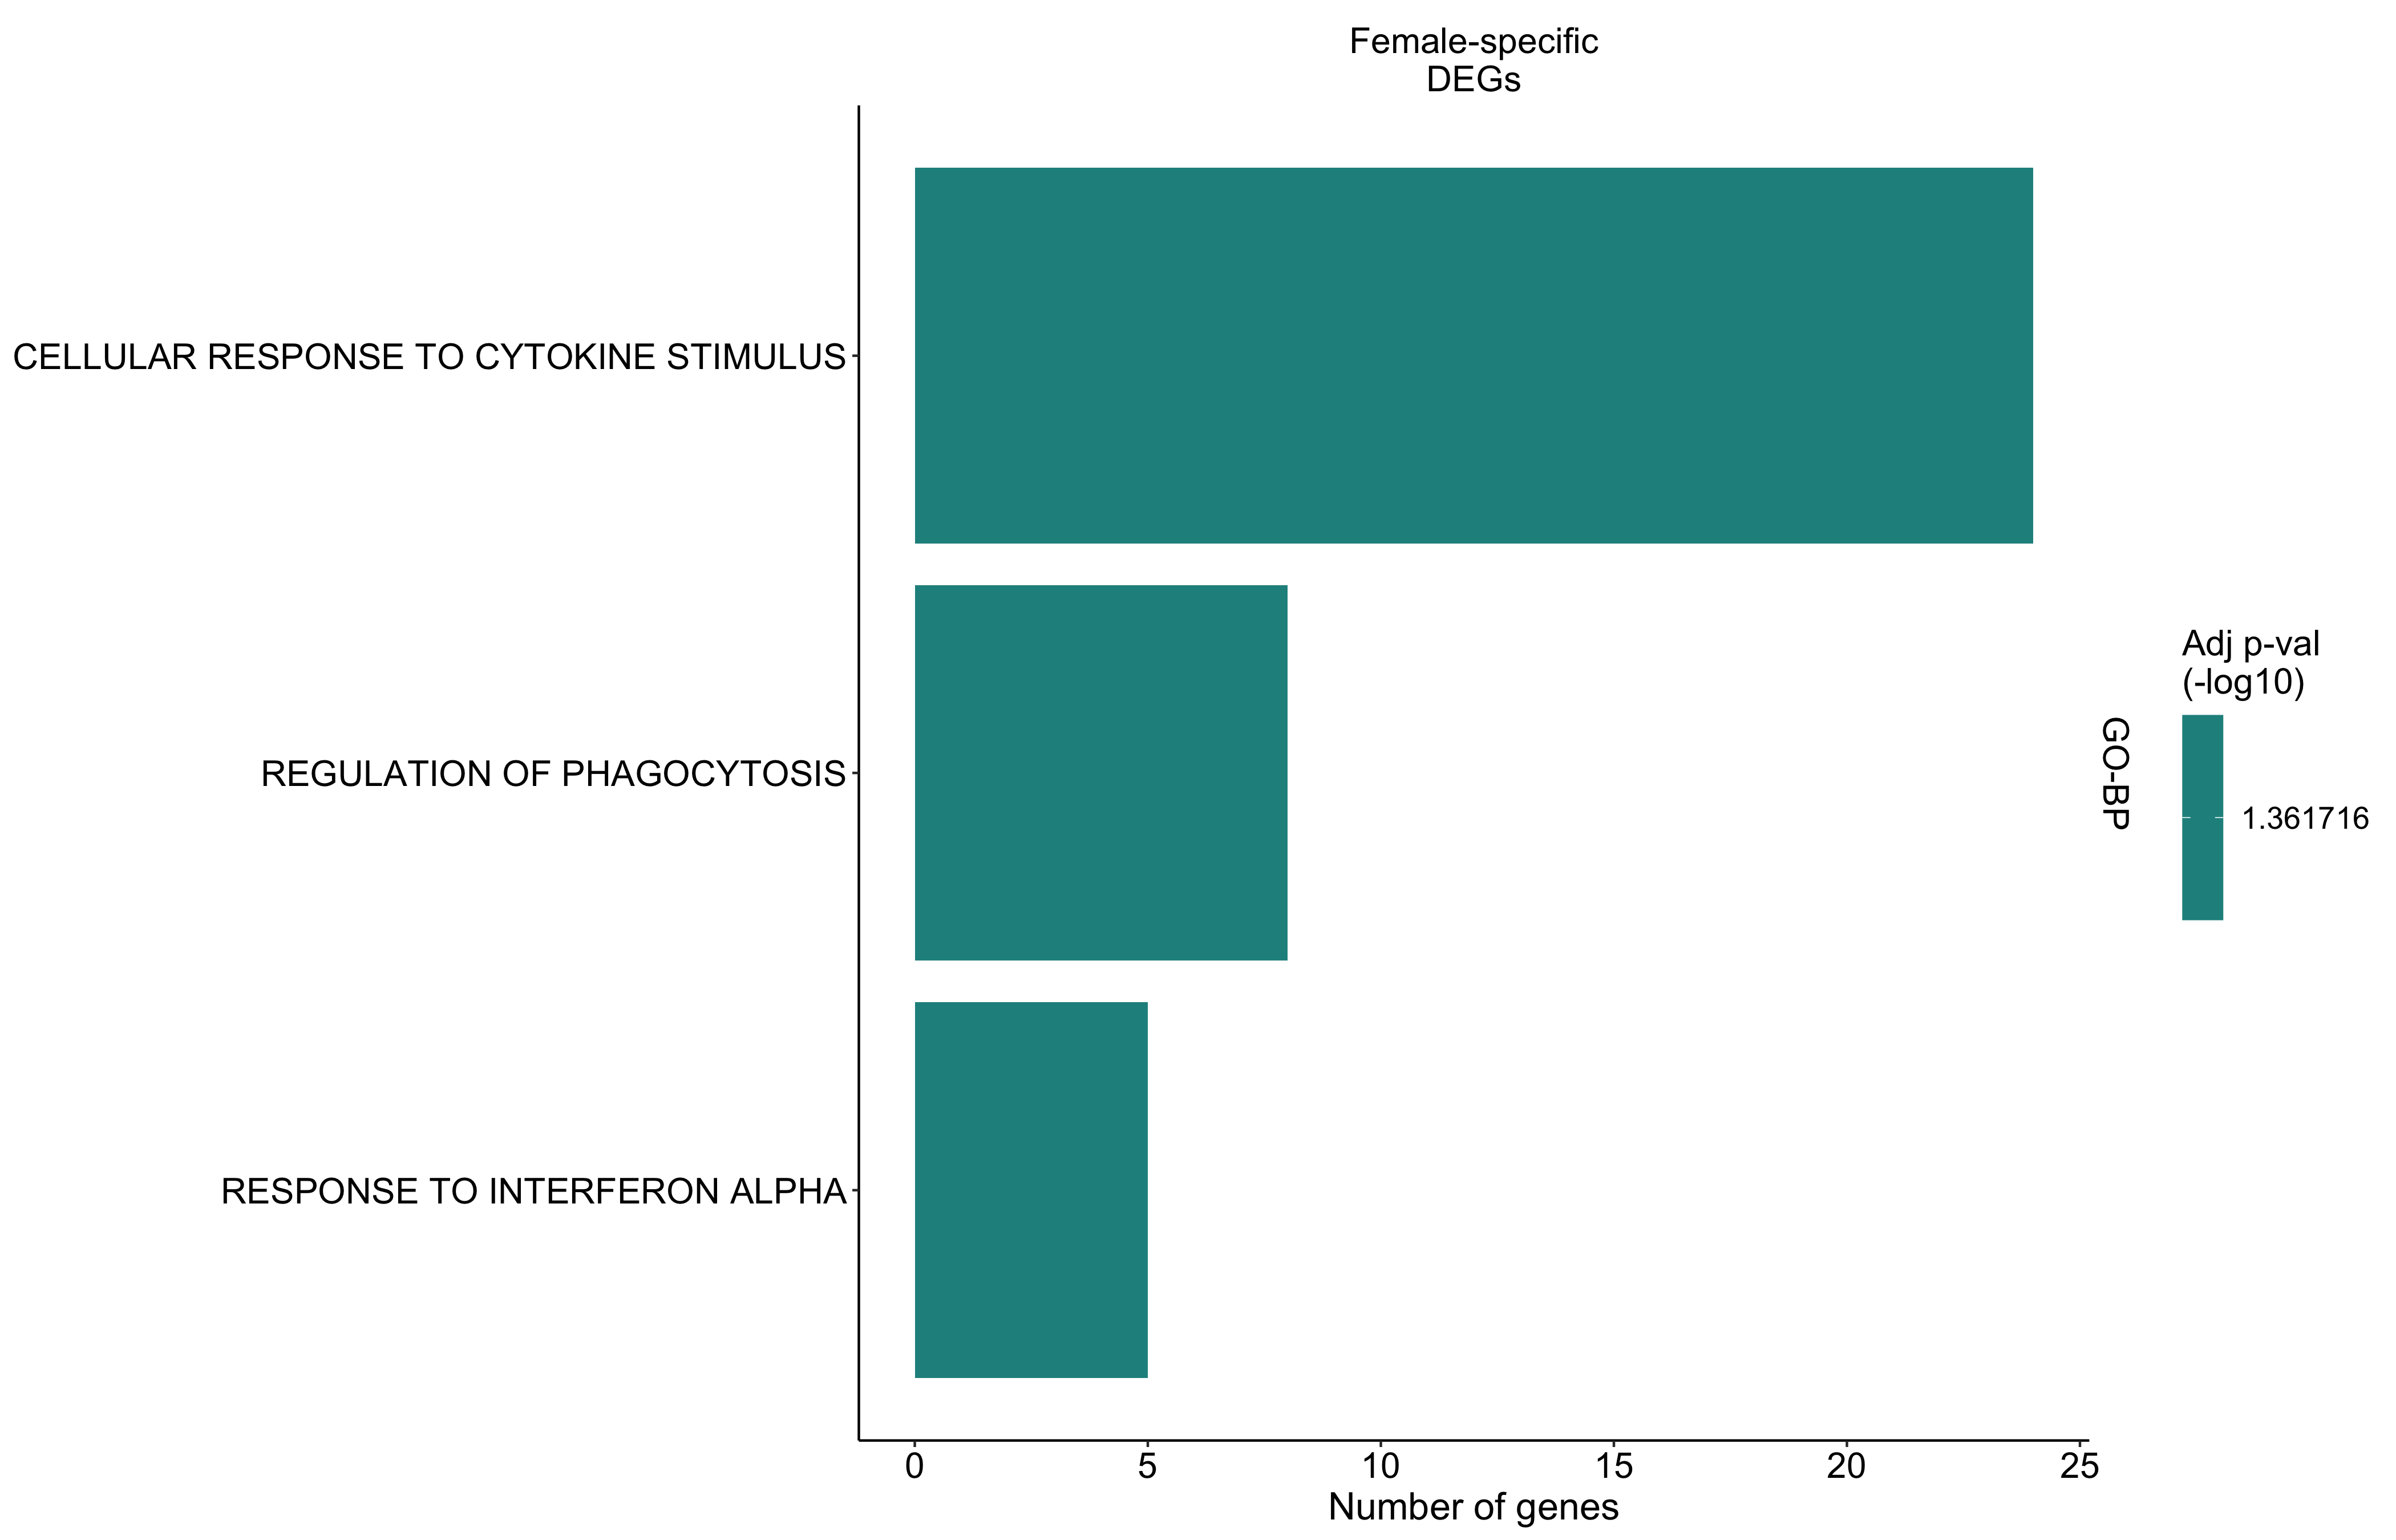 Female-specific
DEGs
CELLULAR RESPONSE TO CYTOKINE STIMULUS
REGULATION OF PHAGOCYTOSIS
RESPONSE TO INTERFERON ALPHA
0 5 10 15 20 25
Number of genes
GO-BP
Adj p-val
(-log10)
1.361716